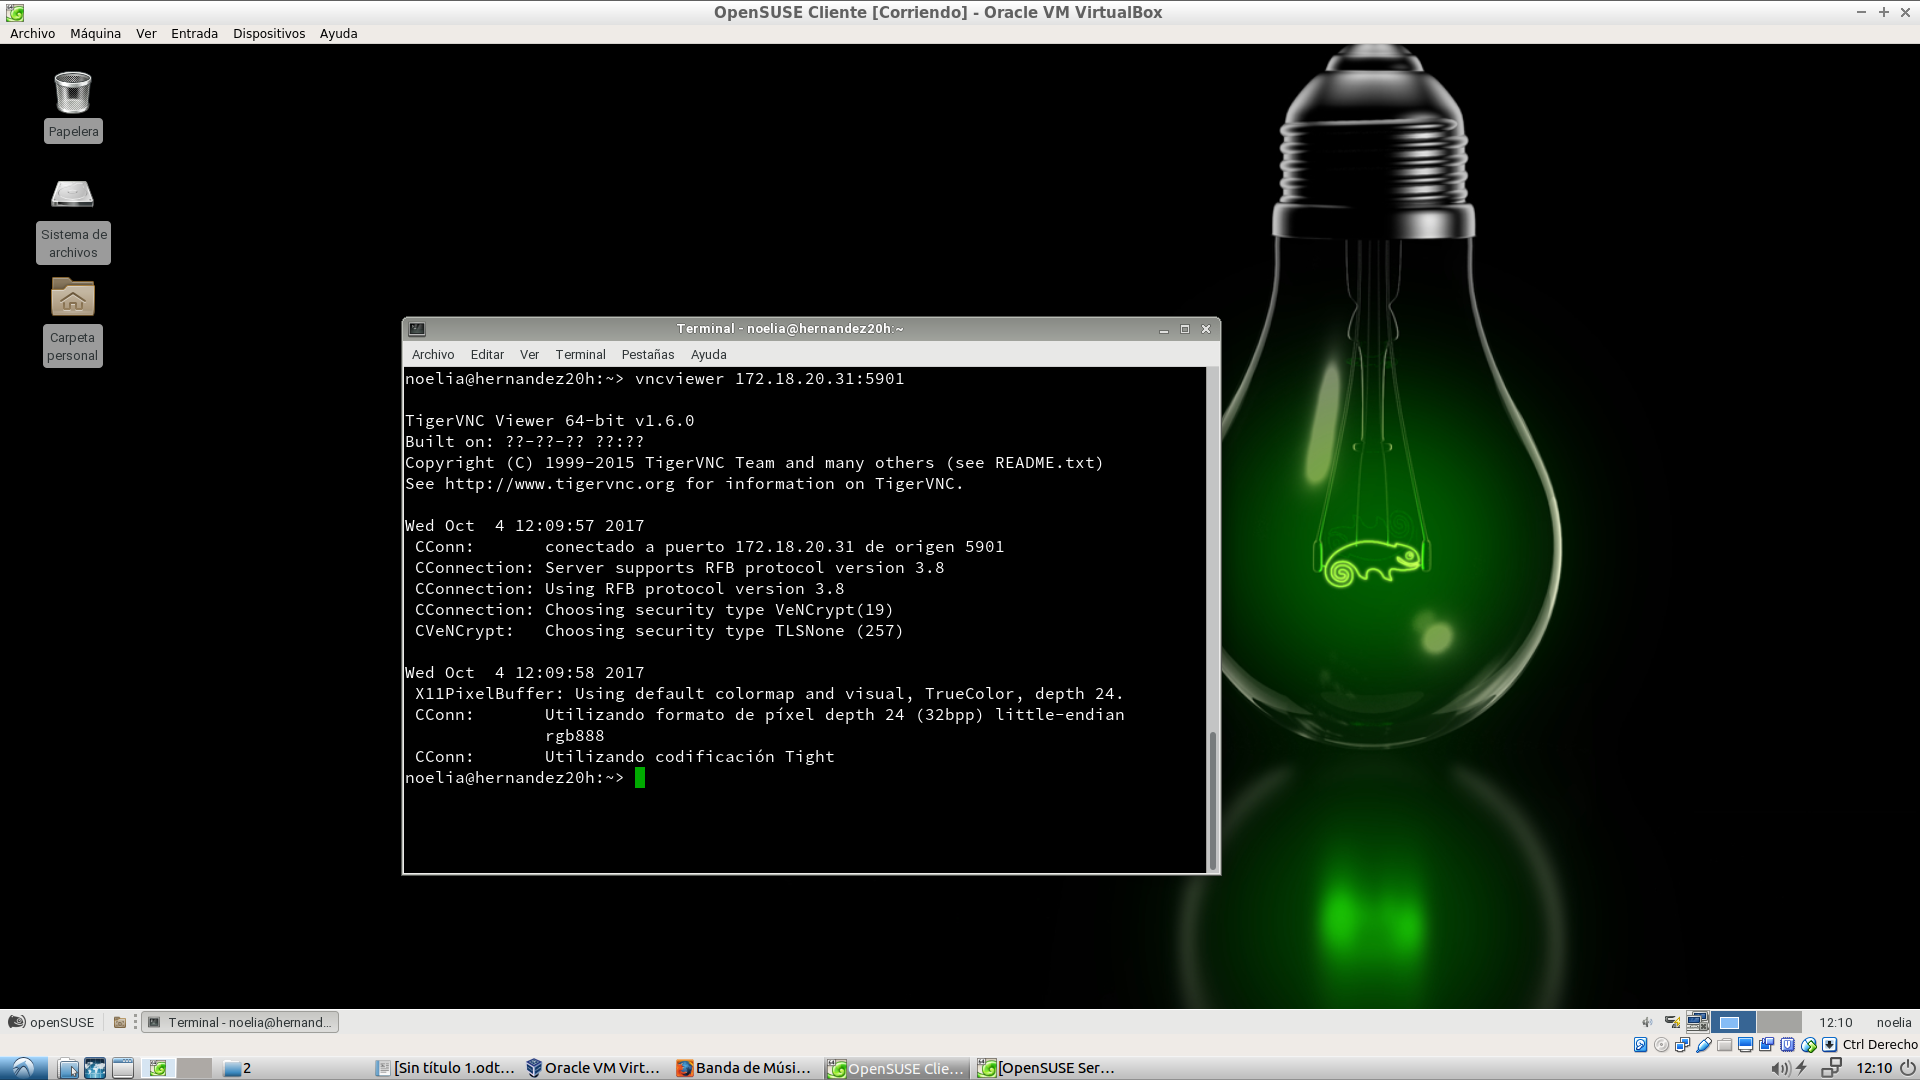 OpenSUSE Cliente [Corriendo] - Oracle VM VirtualBox
Archivo Máquina Ver Entrada Dispositivos Ayuda
Papelera
Sistema de
archivos
Carpeta
personal
Terminal - noelia@hernandez20h:~
Archivo Editar Ver Terminal Pestañas Ayuda
noelia@hernandez20h:~> vncviewer 172.18.20.31:5901
TigerVNC Viewer 64-bit v1.6.0
Built on: ??-??-?? ??:??
Copyright (C) 1999-2015 TigerVNC Team and many others (see README.txt)
See http://www.tigervnc.org for information on TigerVNC.
Wed Oct  4 12:09:57 2017
CConn:       conectado a puerto 172.18.20.31 de origen 5901
CConnection: Server supports RFB protocol version 3.8
CConnection: Using RFB protocol version 3.8
CConnection: Choosing security type VeNCrypt(19)
CVeNCrypt:   Choosing security type TLSNone (257)
Wed Oct  4 12:09:58 2017
X11PixelBuffer: Using default colormap and visual, TrueColor, depth 24.
CConn:       Utilizando formato de píxel depth 24 (32bpp) little-endian
rgb888
CConn:       Utilizando codificación Tight
noelia@hernandez20h:~>
openSUSE Terminal - noelia@hernand... 12:10 noelia
Ctrl Derecho
2 [Sin título 1.odt... Oracle VM Virt... Banda de Músi... OpenSUSE Clie... [OpenSUSE Ser... 12:10